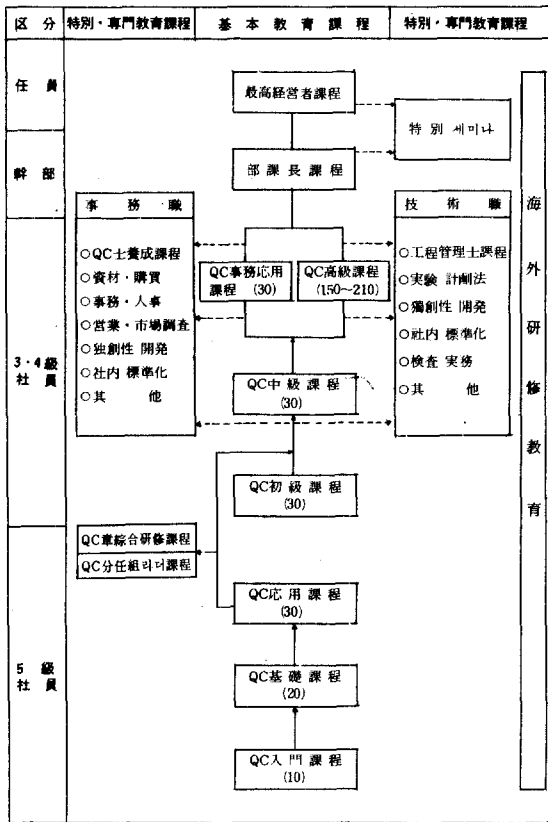 区分
特別・専門教育課程
基本教育課程
特別・専門教育課程
任員
最高経営者課程
特別 세미나
幹部
部課長課程
事務職
○QC士養成課程
○資材・購買
○事務・人事
○営業・市場調査
○独創性 開発
○社内 標準化
○其 他
QC事務応用
課程 (30)
QC高級課程
(150~210)
技術職
○工程管理士課程
○実験 計劃法
○獨創性 開発
○社内 標準化
○検査 実務
○其 他
海外研修教育
3・4級
社員
QC中級課程
(30)
QC初級課程
(30)
QC章綜合研修課程
QC分任組리더課程
QC応用課程
(30)
5級
社員
QC基礎課程
(20)
QC入門課程
(10)